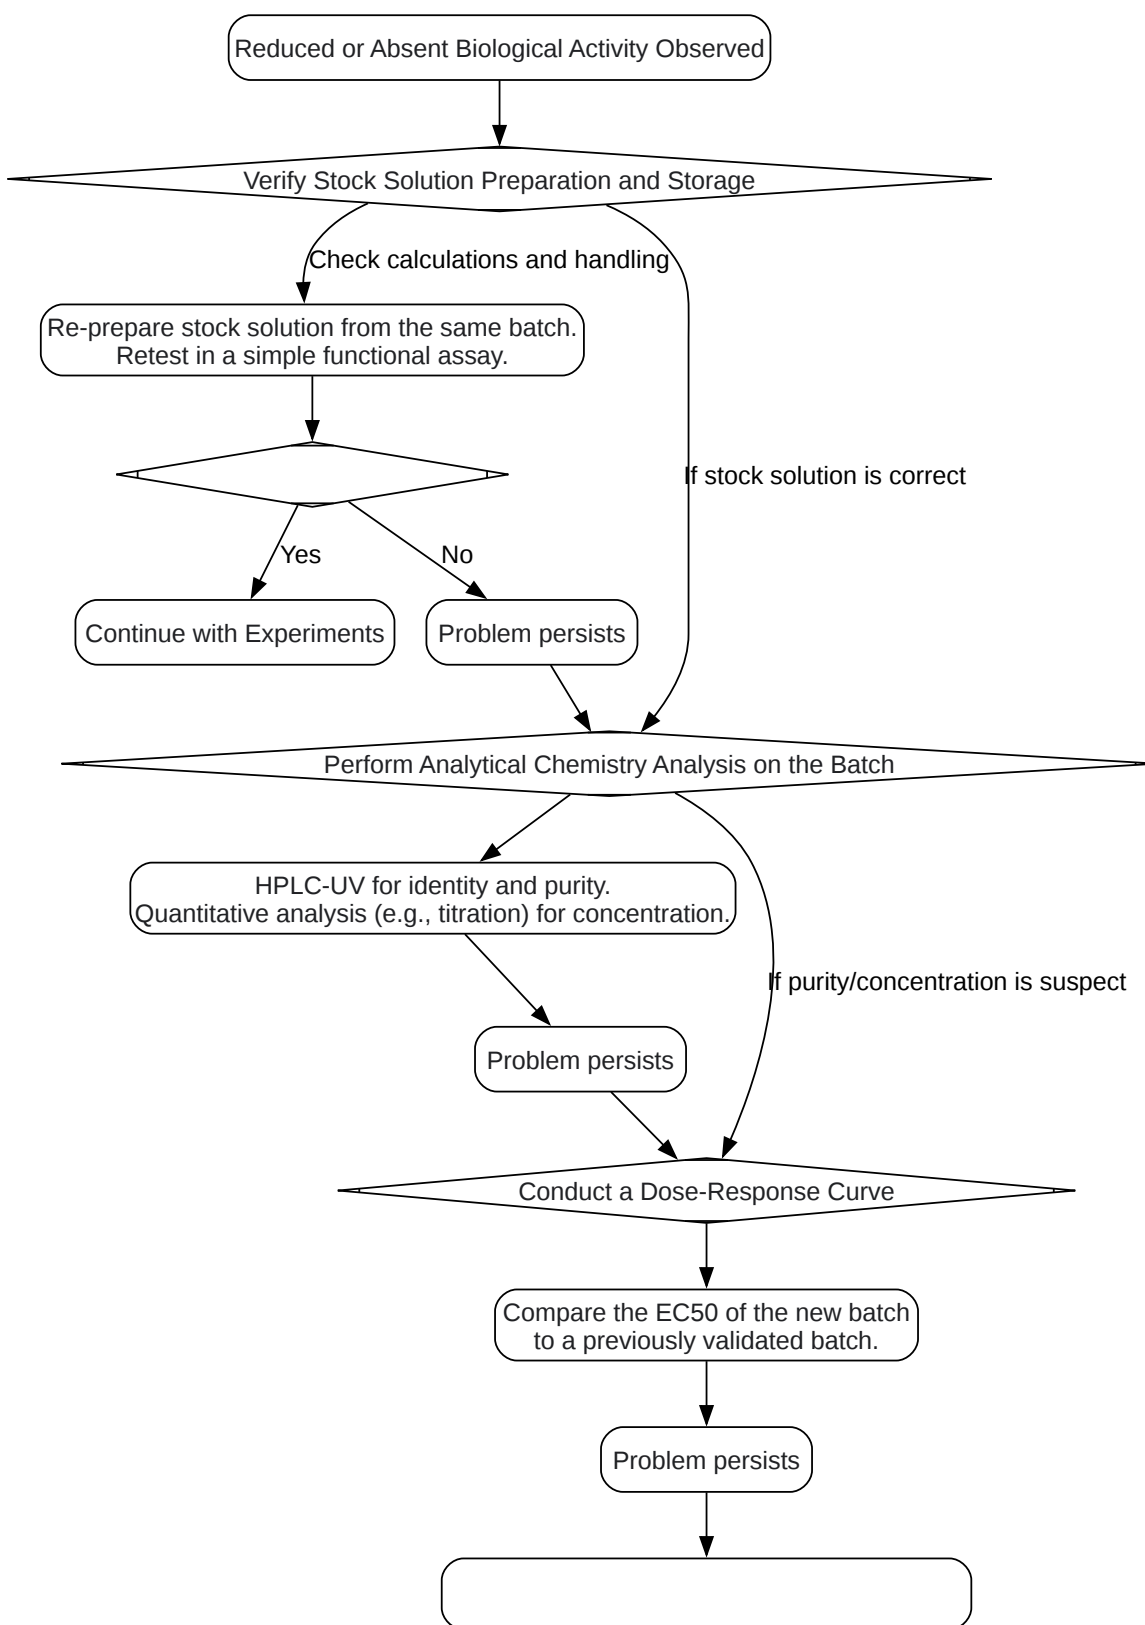 Reduced or Absent Biological Activity Observed
Verify Stock Solution Preparation and Storage
Check calculations and handling
Re-prepare stock solution from the same batch.
Retest in a simple functional assay.
If stock solution is correct
Yes
No
Continue with Experiments
Problem persists
Perform Analytical Chemistry Analysis on the Batch
HPLC-UV for identity and purity.
Quantitative analysis (e.g., titration) for concentration.
If purity/concentration is suspect
Problem persists
Conduct a Dose-Response Curve
Compare the EC50 of the new batch
to a previously validated batch.
Problem persists